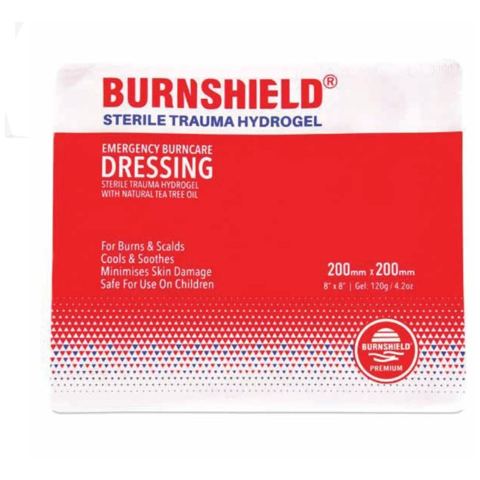 BURNSHIELD®
STERILE TRAUMA HYDROGEL
EMERGENCY BURNCARE
DRESSING
STERILE TRAUMA HYDROGEL
WITH NATURAL TEA TREE OIL
For Burns & Scalds
Cools & Soothes
Minimises Skin Damage
Safe For Use On Children
200mm x 200mm
8" x 8" | Gel: 120g / 4.2oz
BURNSHIELD®
PREMIUM